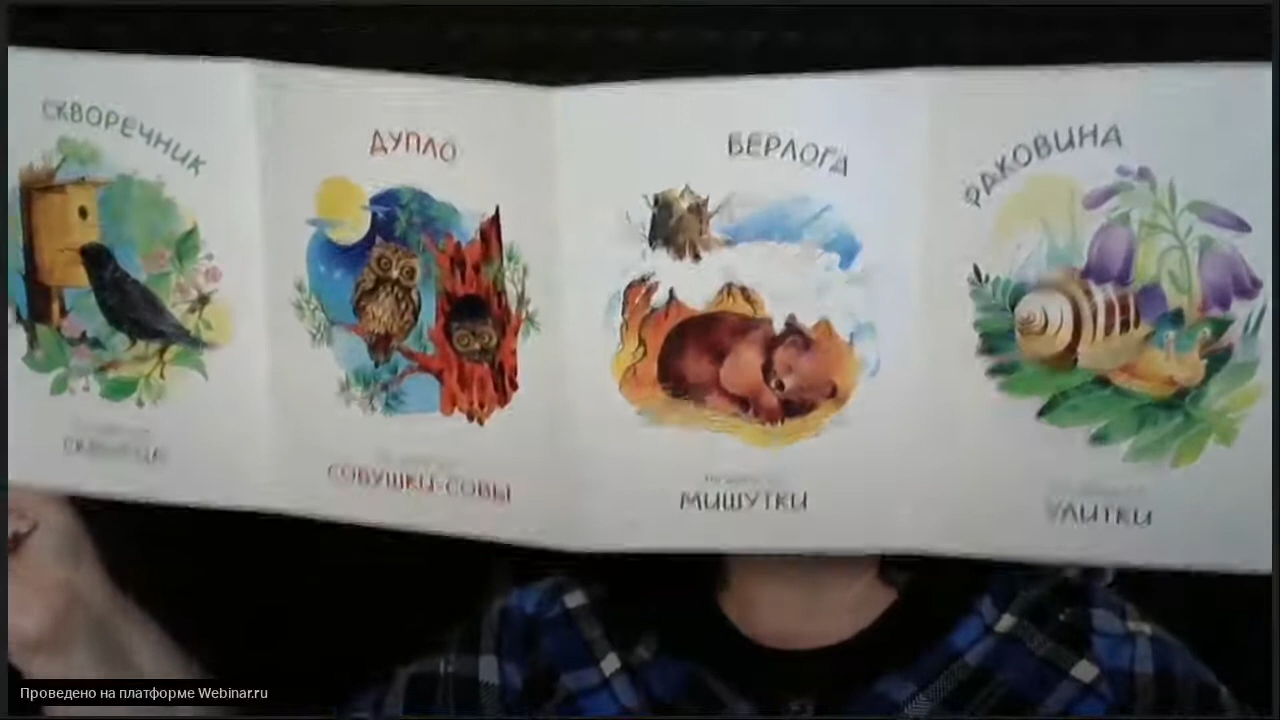 СКВОРЕЧНИК
ДУПЛО
БЕРЛОГА
РАКОВИНА
СОВУШКИ-СОВЫ
МИШУТКИ
УЛИТКИ
Проведено на платформе Webinar.ru